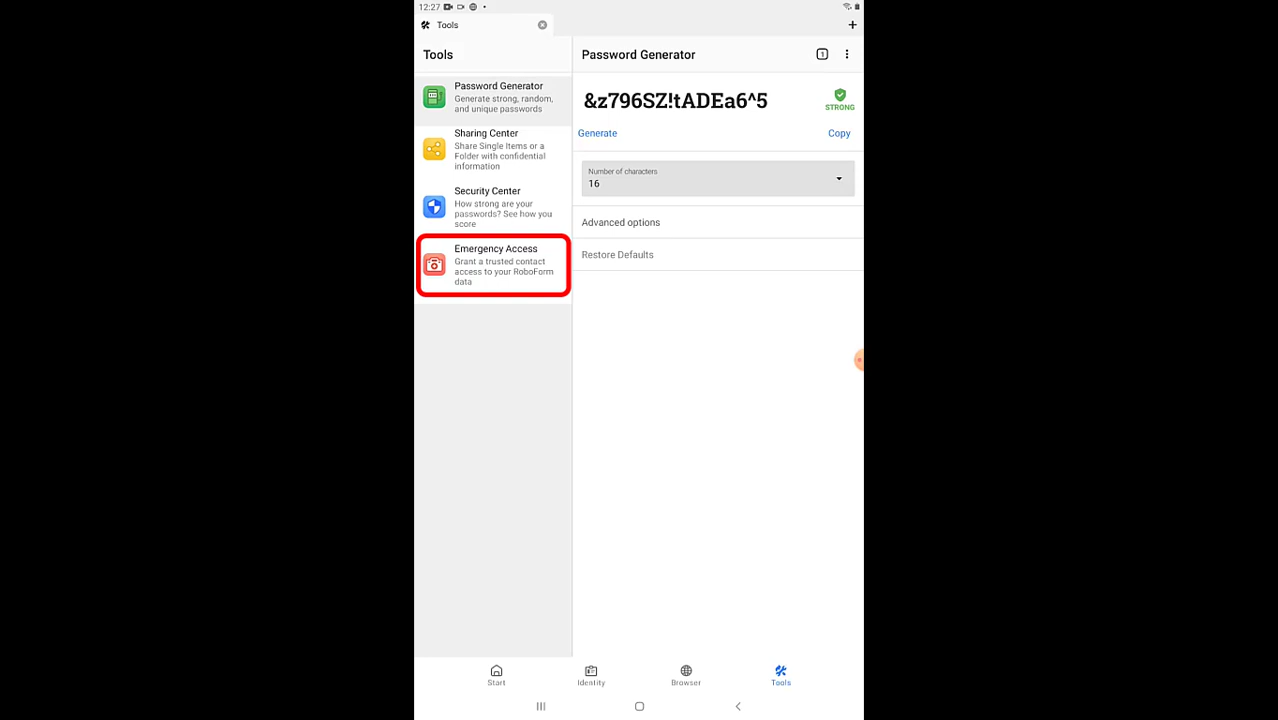 12:27
Tools
Tools
Password Generator
Generate strong, random,
and unique passwords
Sharing Center
Share Single Items or a
Folder with confidential
information
Security Center
How strong are your
passwords? See how you
score
Emergency Access
Grant a trusted contact
access to your RoboForm
data
Password Generator
1
&z796SZ!tADEa6^5
STRONG
Generate
Copy
Number of characters
16
Advanced options
Restore Defaults
Start
Identity
Browser
Tools